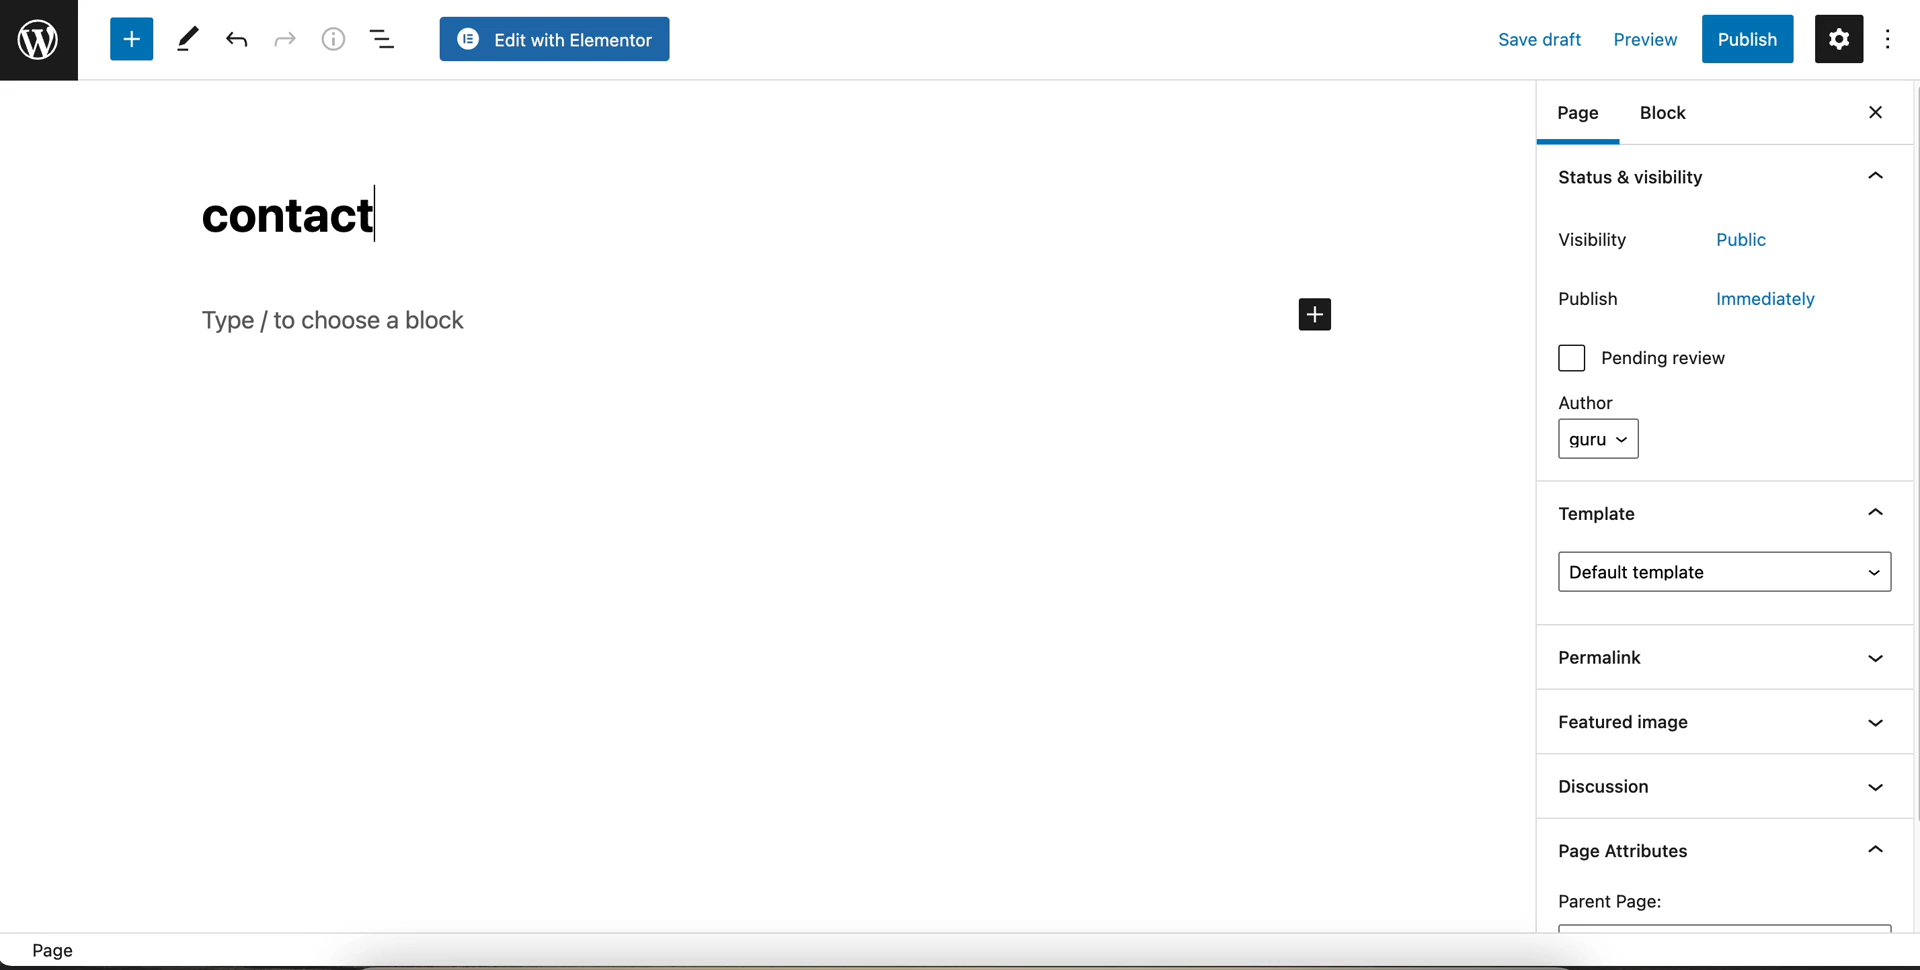 Edit with Elementor
Save draft
Preview
Publish
contact
Type / to choose a block
Page
Block
Status & visibility
Visibility
Public
Publish
Immediately
Pending review
Author
guru
Template
Default template
Permalink
Featured image
Discussion
Page Attributes
Parent Page:
Page